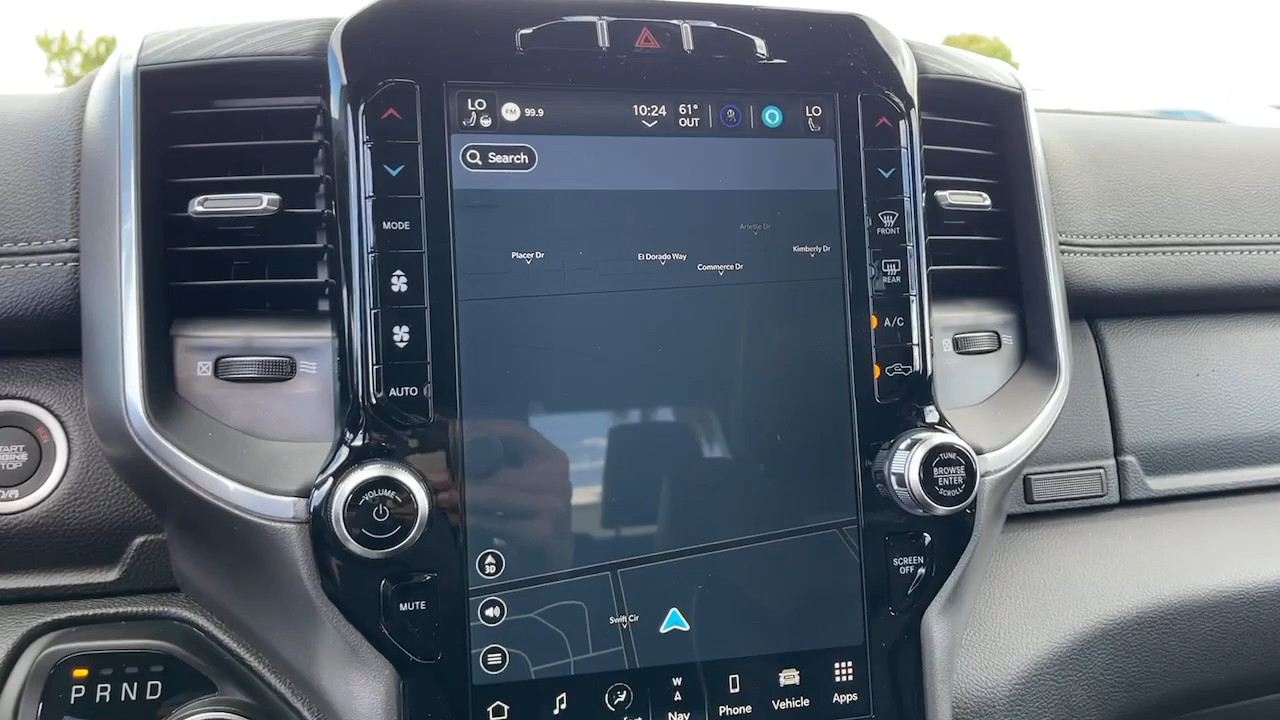 LO
FM 99.9
10:24
61°
OUT
LO
Search
MODE
AUTO
FRONT
REAR
A/C
Arlette Dr
Placer Dr
El Dorado Way
Commerce Dr
Kimberly Dr
START
ENGINE
STOP
RUN
VOLUME
TUNE
BROWSE
ENTER
SCROLL
SCREEN
OFF
MUTE
3D
Swift Cir
P R N D
W
A
Nav
Phone
Vehicle
Apps